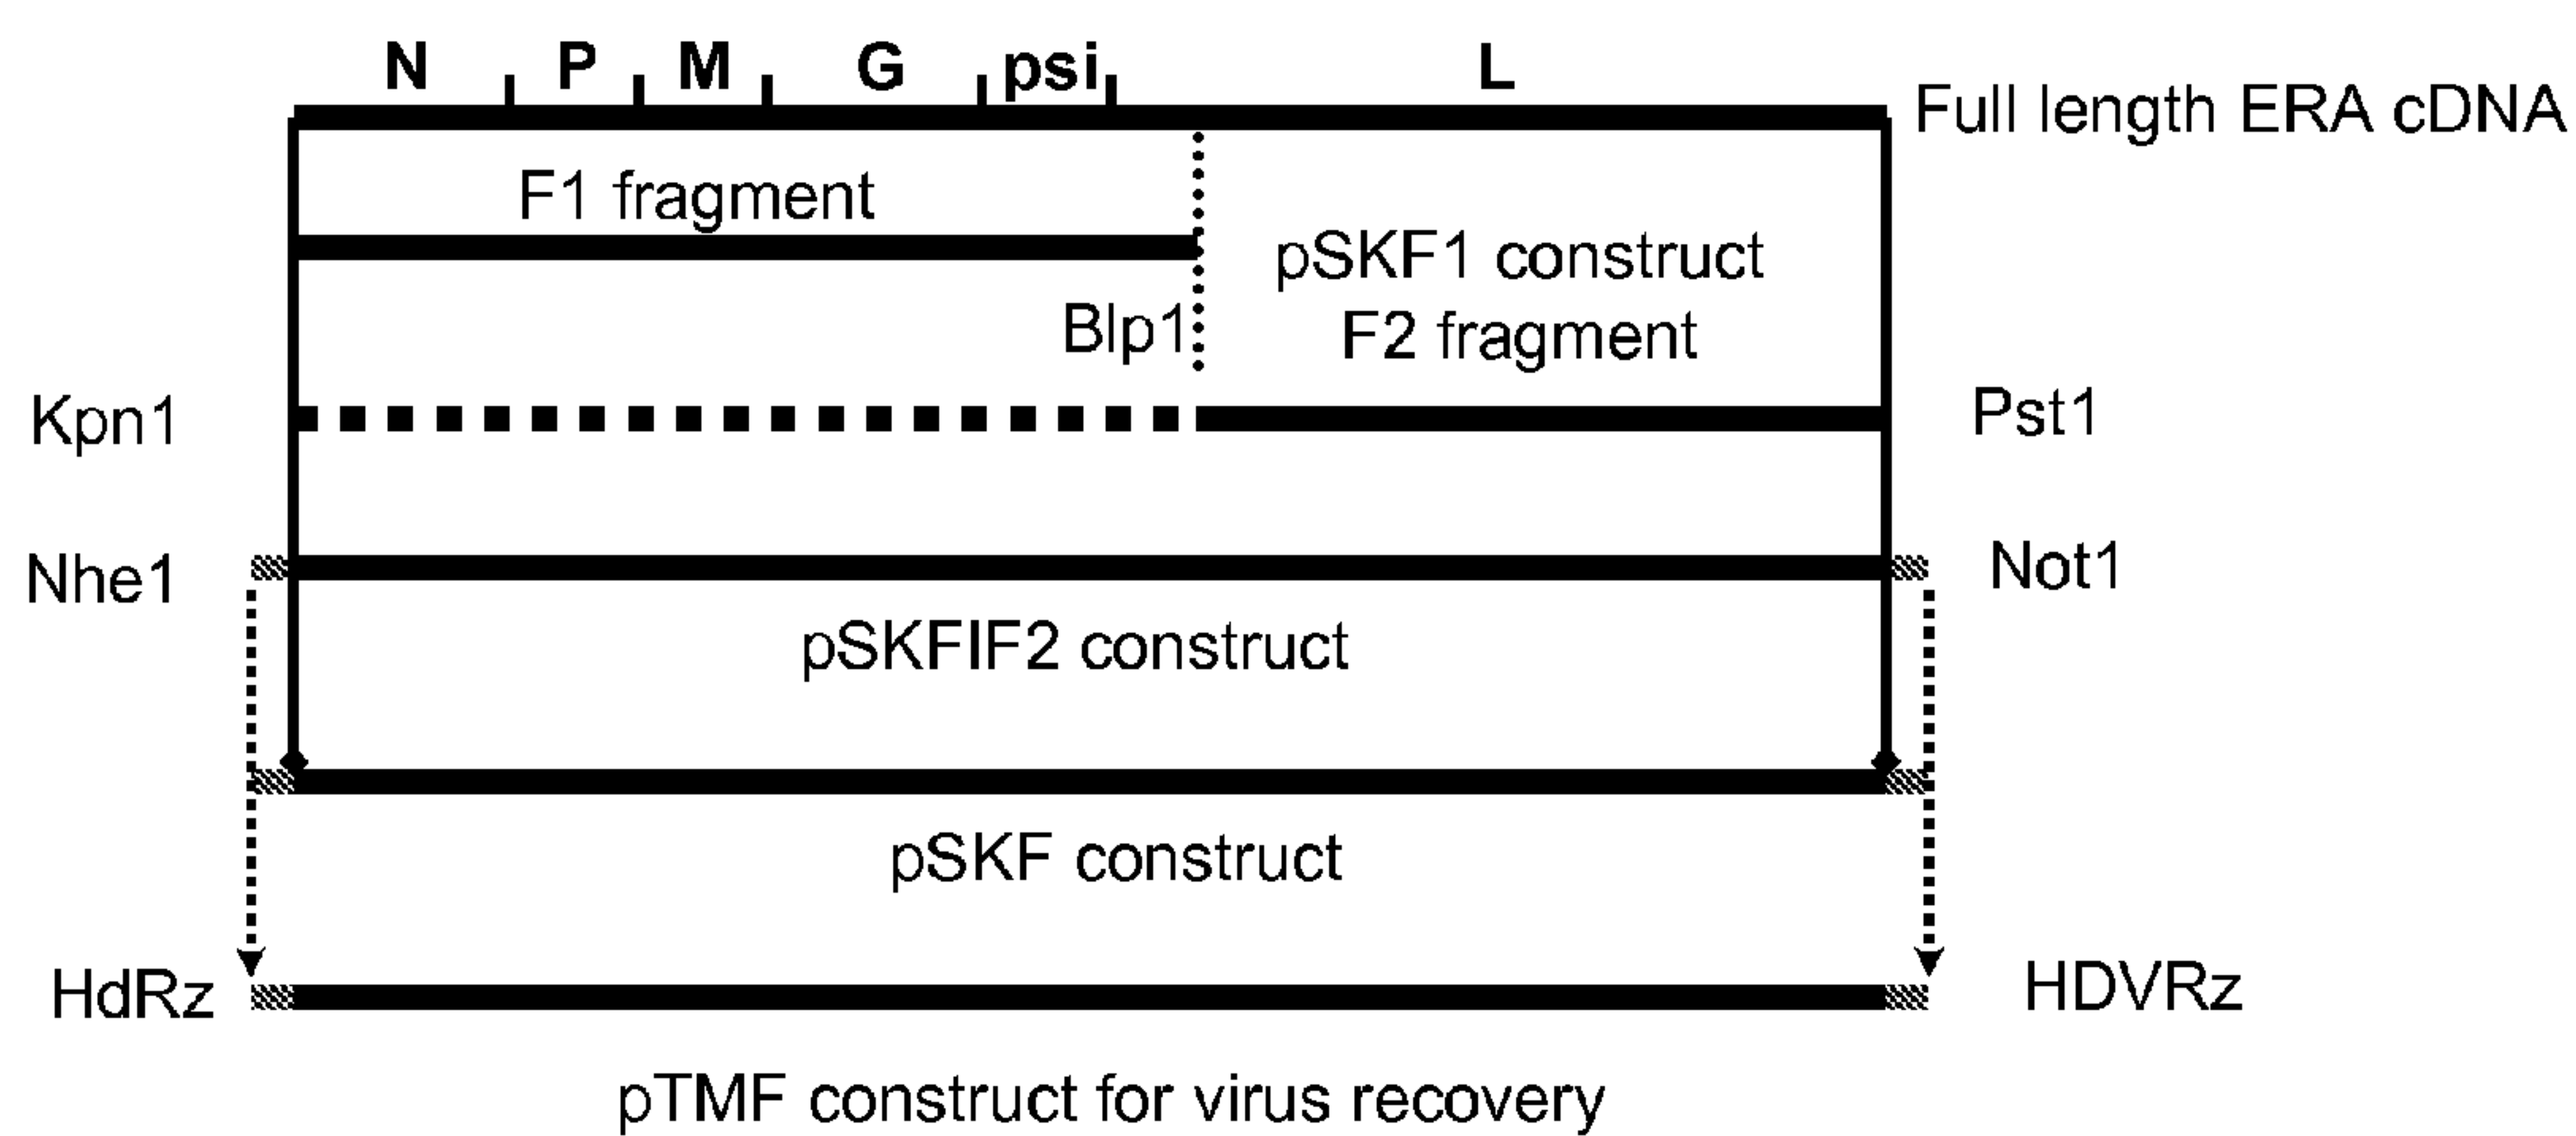 N P M G psi L
Full length ERA cDNA
F1 fragment
pSKF1 construct
Blp1
F2 fragment
Kpn1
Pst1
Nhe1
Not1
pSKFIF2 construct
pSKF construct
HdRz
HDVRz
pTMF construct for virus recovery